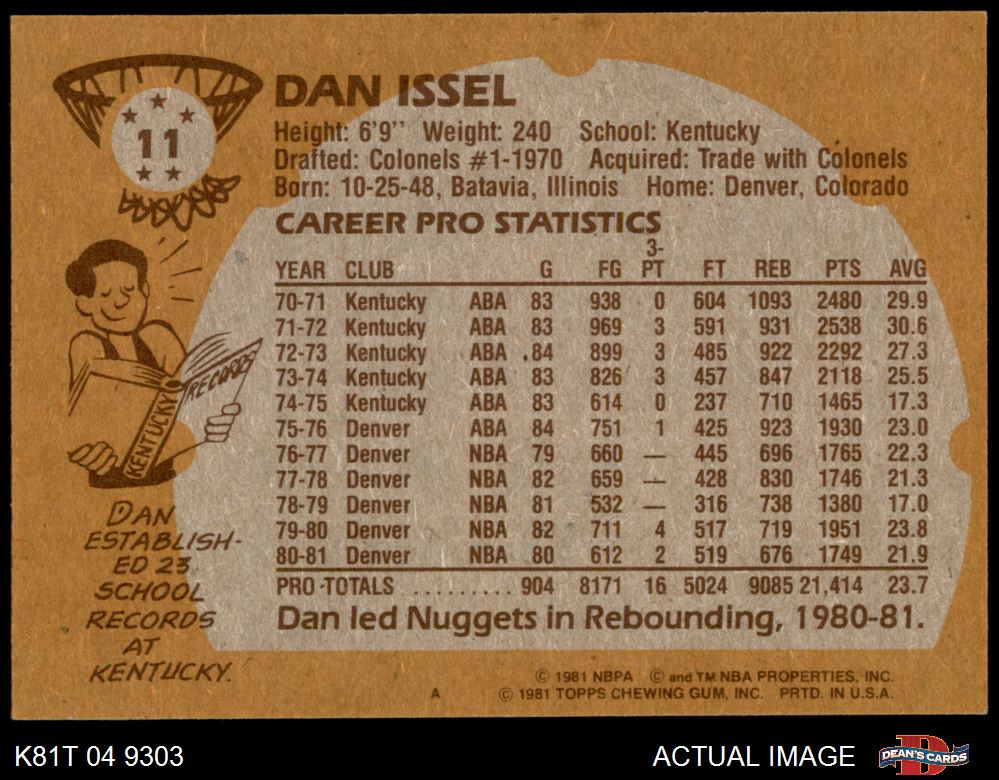 11
DAN ISSEL
Height: 6'9" Weight: 240 School: Kentucky
Drafted: Colonels #1-1970 Acquired: Trade with Colonels
Born: 10-25-48, Batavia, Illinois Home: Denver, Colorado
CAREER PRO STATISTICS
YEAR CLUB G FG 3-PT FT REB PTS AVG
70-71 Kentucky ABA 83 938 0 604 1093 2480 29.9
71-72 Kentucky ABA 83 969 3 591 931 2538 30.6
72-73 Kentucky ABA 84 899 3 485 922 2292 27.3
73-74 Kentucky ABA 83 826 3 457 847 2118 25.5
74-75 Kentucky ABA 83 614 0 237 710 1465 17.3
75-76 Denver ABA 84 751 1 425 923 1930 23.0
76-77 Denver NBA 79 660 — 445 696 1765 22.3
77-78 Denver NBA 82 659 — 428 830 1746 21.3
78-79 Denver NBA 81 532 — 316 738 1380 17.0
79-80 Denver NBA 82 711 4 517 719 1951 23.8
80-81 Denver NBA 80 612 2 519 676 1749 21.9
PRO-TOTALS .......... 904 8171 16 5024 9085 21,414 23.7
Dan led Nuggets in Rebounding, 1980-81.
KENTUCKY
RECORDS
DAN
ESTABLISH-
ED 23
SCHOOL
RECORDS
AT
KENTUCKY.
© 1981 NBPA © and TM NBA PROPERTIES, INC.
A © 1981 TOPPS CHEWING GUM, INC. PRTD. IN U.S.A.
K81T 04 9303 ACTUAL IMAGE DEAN'S CARDS